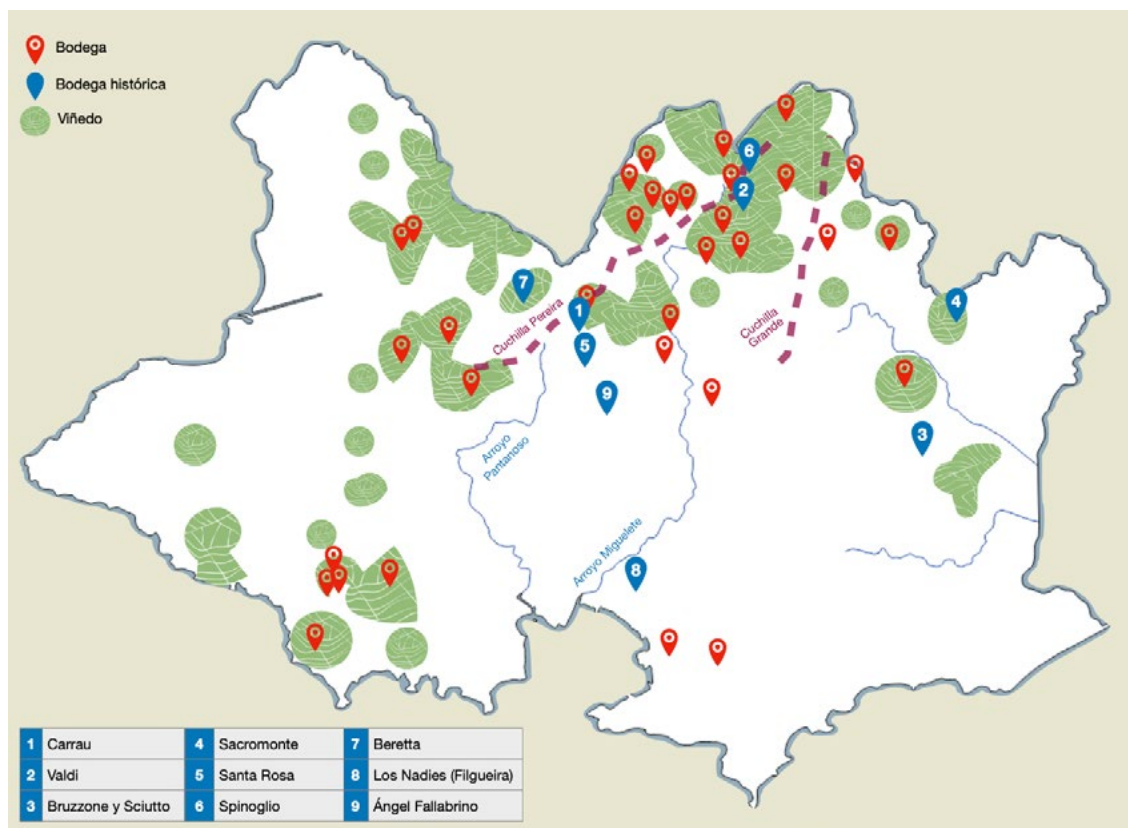 Bodega
Bodega histórica
Viñedo
6
2
7
4
1
Cuchilla Pereira
Cuchilla
Grande
5
9
3
Arroyo
Pantanoso
Arroyo Miguelete
8
1 Carrau 4 Sacromonte 7 Beretta
2 Valdi 5 Santa Rosa 8 Los Nadies (Filgueira)
3 Bruzzone y Sciutto 6 Spinoglio 9 Ángel Fallabrino